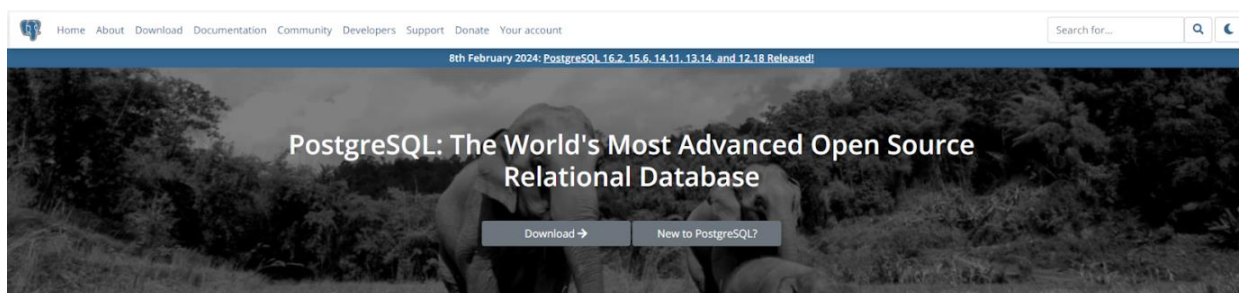 Home About Download Documentation Community Developers Support Donate Your account Search for...
8th February 2024: PostgreSQL 16.2, 15.6, 14.11, 13.14, and 12.18 Released!
PostgreSQL: The World's Most Advanced Open Source
Relational Database
Download → New to PostgreSQL?